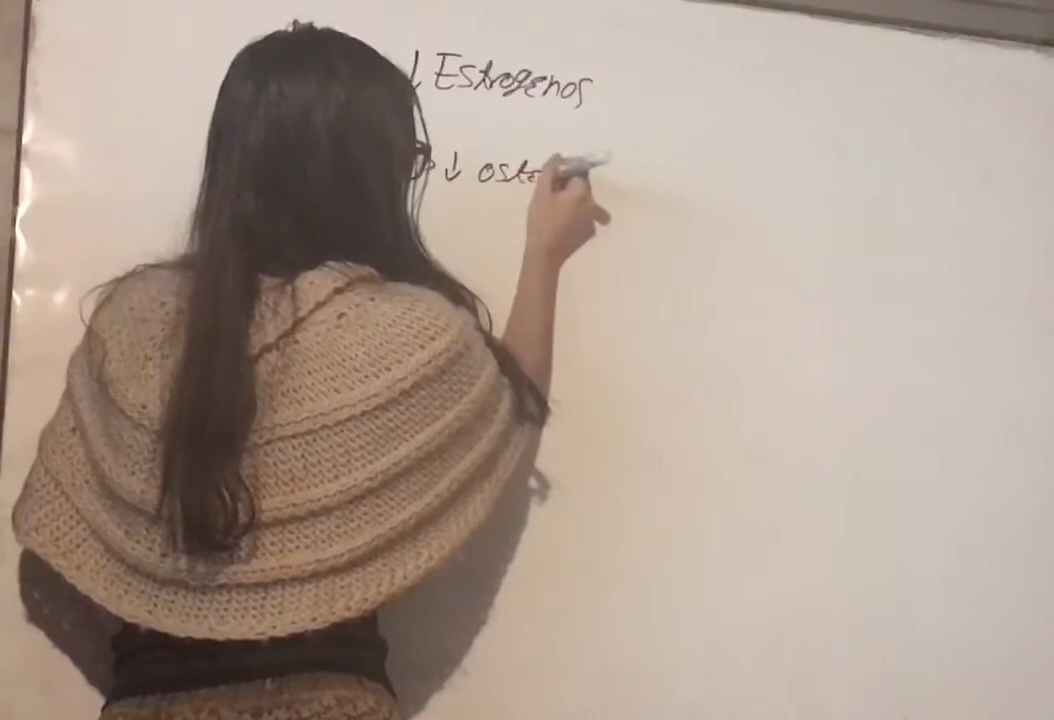 ↓ Estrogenos
↓ oste